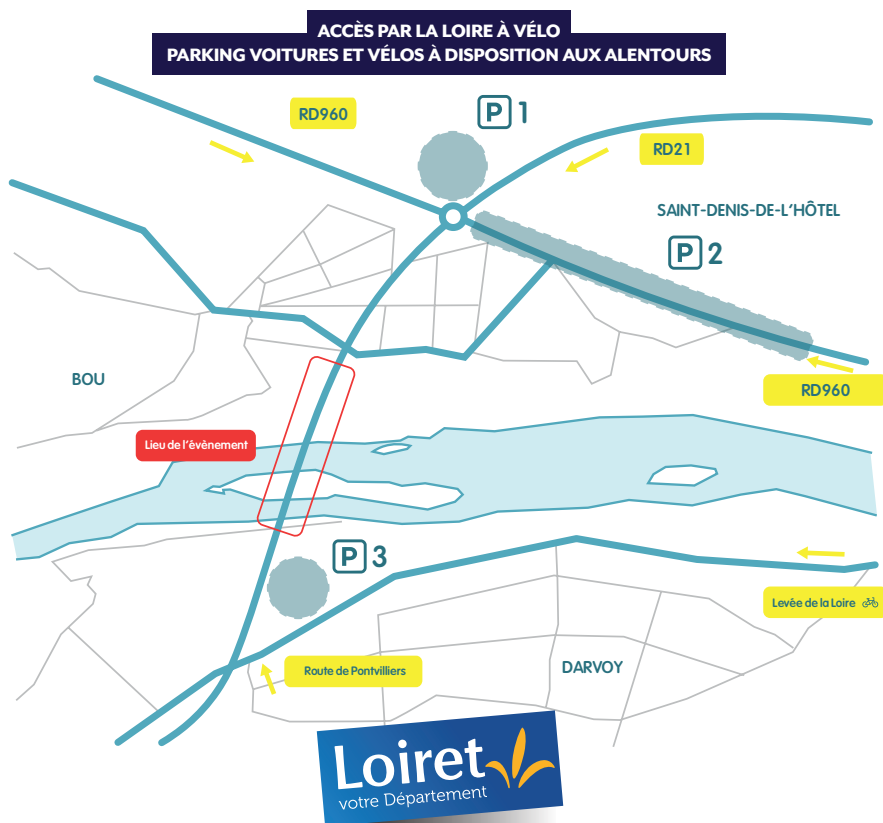 ACCÈS PAR LA LOIRE À VÉLO
PARKING VOITURES ET VÉLOS À DISPOSITION AUX ALENTOURS
P 1
RD960
RD21
SAINT-DENIS-DE-L'HÔTEL
P 2
BOU
RD960
Lieu de l'évènement
P 3
Levée de la Loire
Route de Pontvilliers
DARVOY
Loiret
votre Département